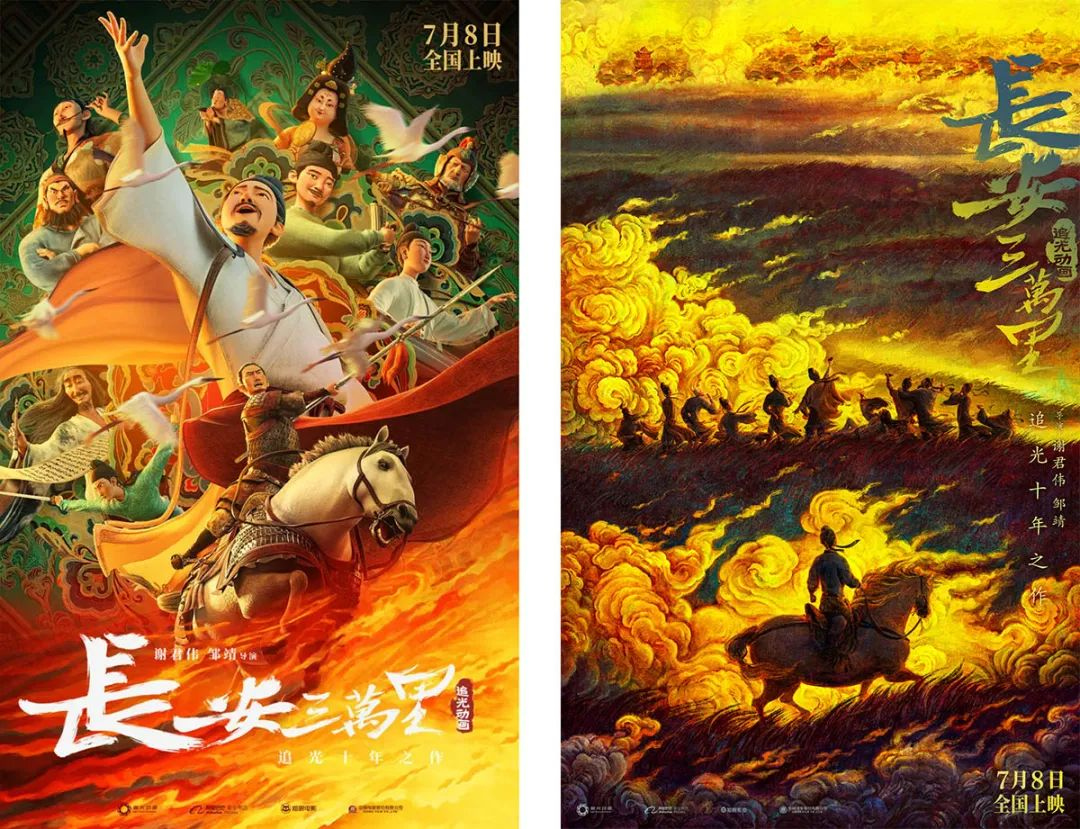 7月8日
全国上映
谢君伟 邹靖 导演
長安三萬里
追光动画
追光十年之作
長安三萬里
追光动画
谢君伟 邹靖
追光十年之作
7月8日
全国上映